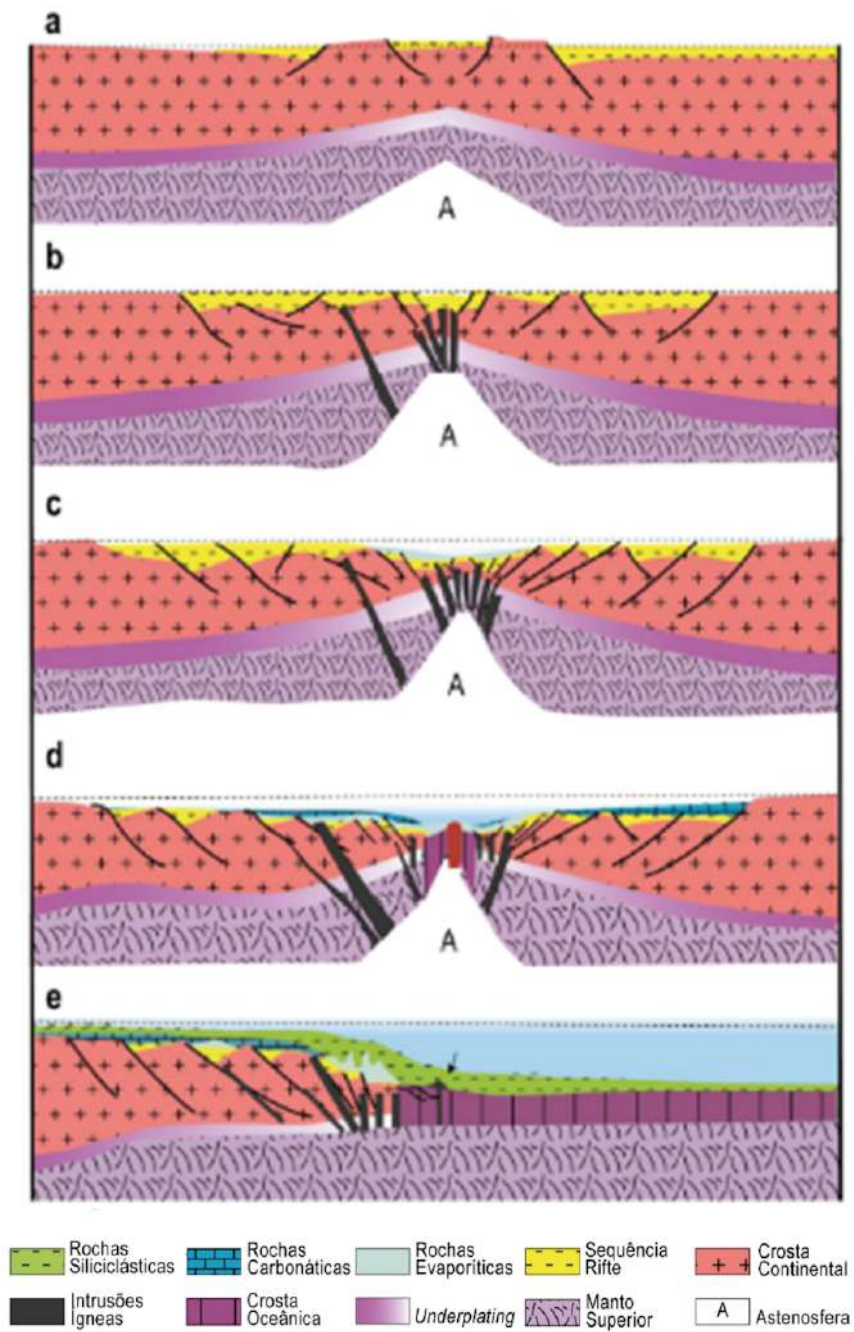 a
A
b
A
c
A
d
A
e
Rochas
Siliciclásticas
Rochas
Carbonáticas
Rochas
Evaporíticas
Sequência
Rifte
Crosta
Continental
Intrusões
Ígneas
Crosta
Oceânica
Underplating
Manto
Superior
A
Astenosfera